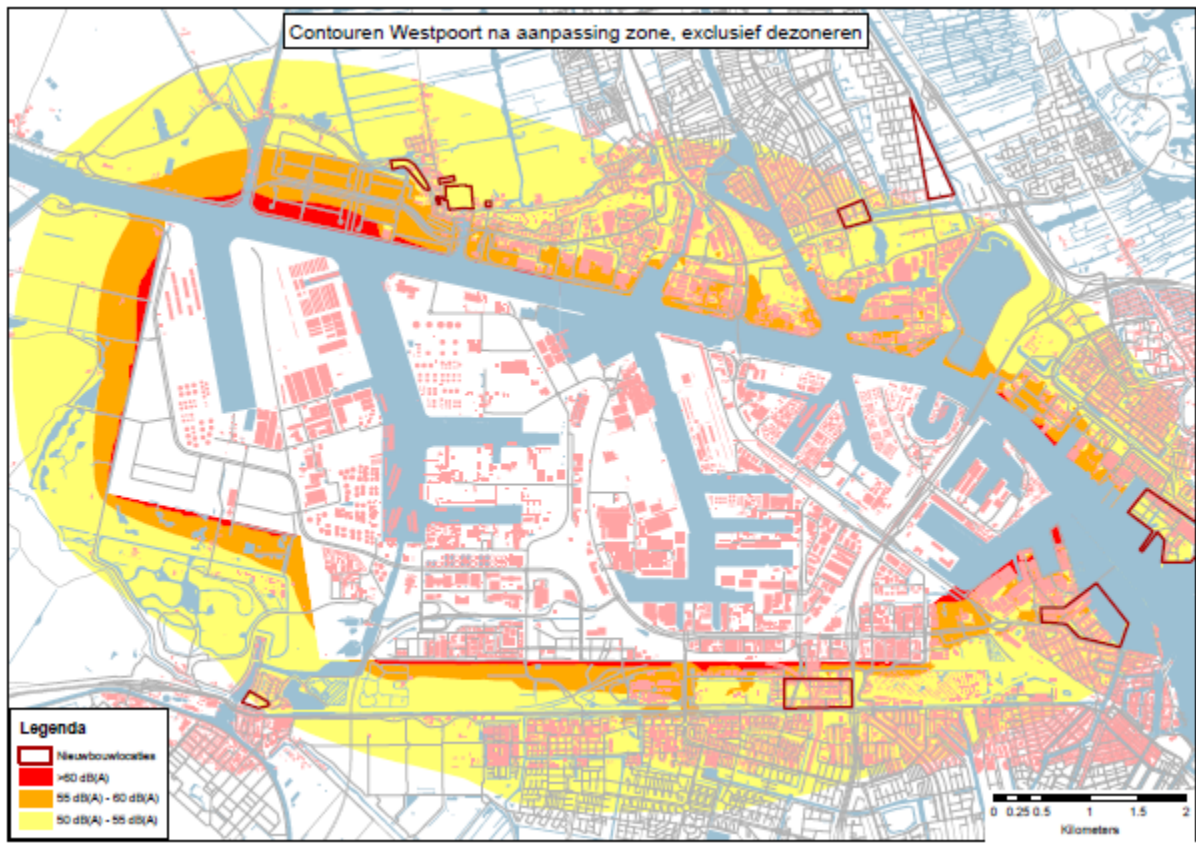 Contouren Westpoort na aanpassing zone, exclusief dezoneren
Legenda
Nieuwbouwlocaties
>60 dB(A)
55 dB(A) - 60 dB(A)
50 dB(A) - 55 dB(A)
0 0.25 0.5 1 1.5 2
Kilometers